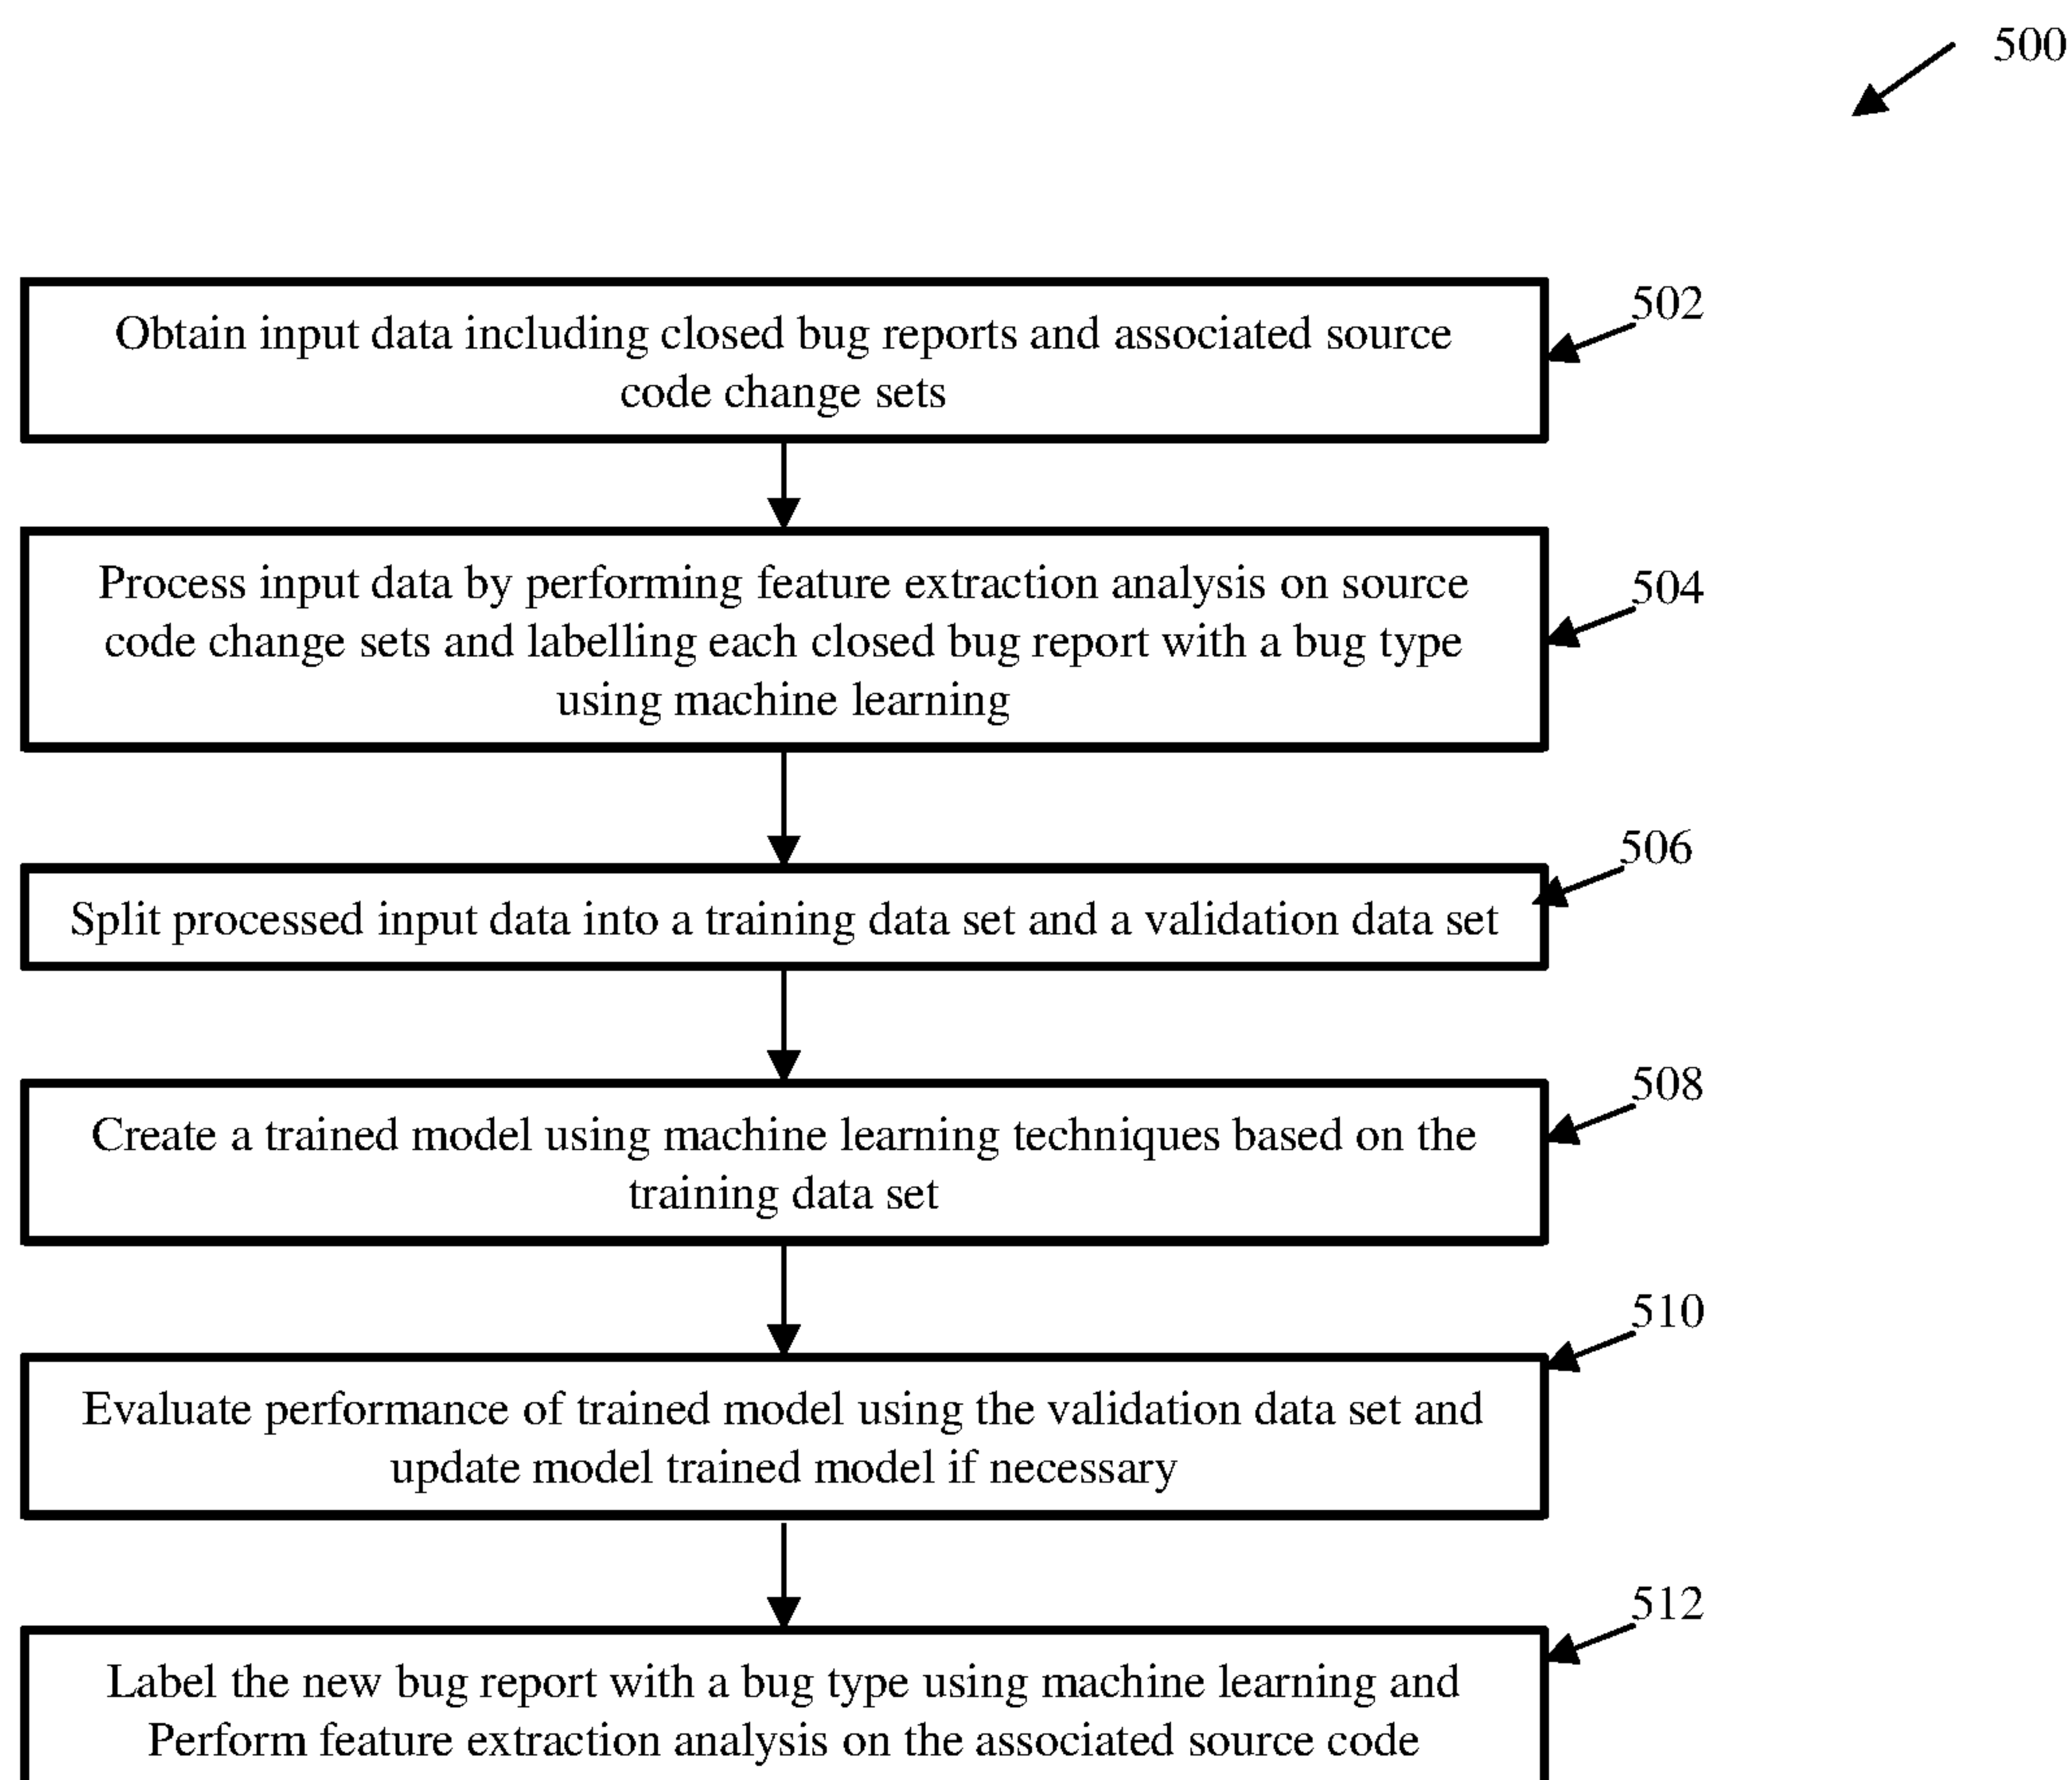 500
502
Obtain input data including closed bug reports and associated source
code change sets
504
Process input data by performing feature extraction analysis on source
code change sets and labelling each closed bug report with a bug type
using machine learning
506
Split processed input data into a training data set and a validation data set
508
Create a trained model using machine learning techniques based on the
training data set
510
Evaluate performance of trained model using the validation data set and
update model trained model if necessary
512
Label the new bug report with a bug type using machine learning and
Perform feature extraction analysis on the associated source code